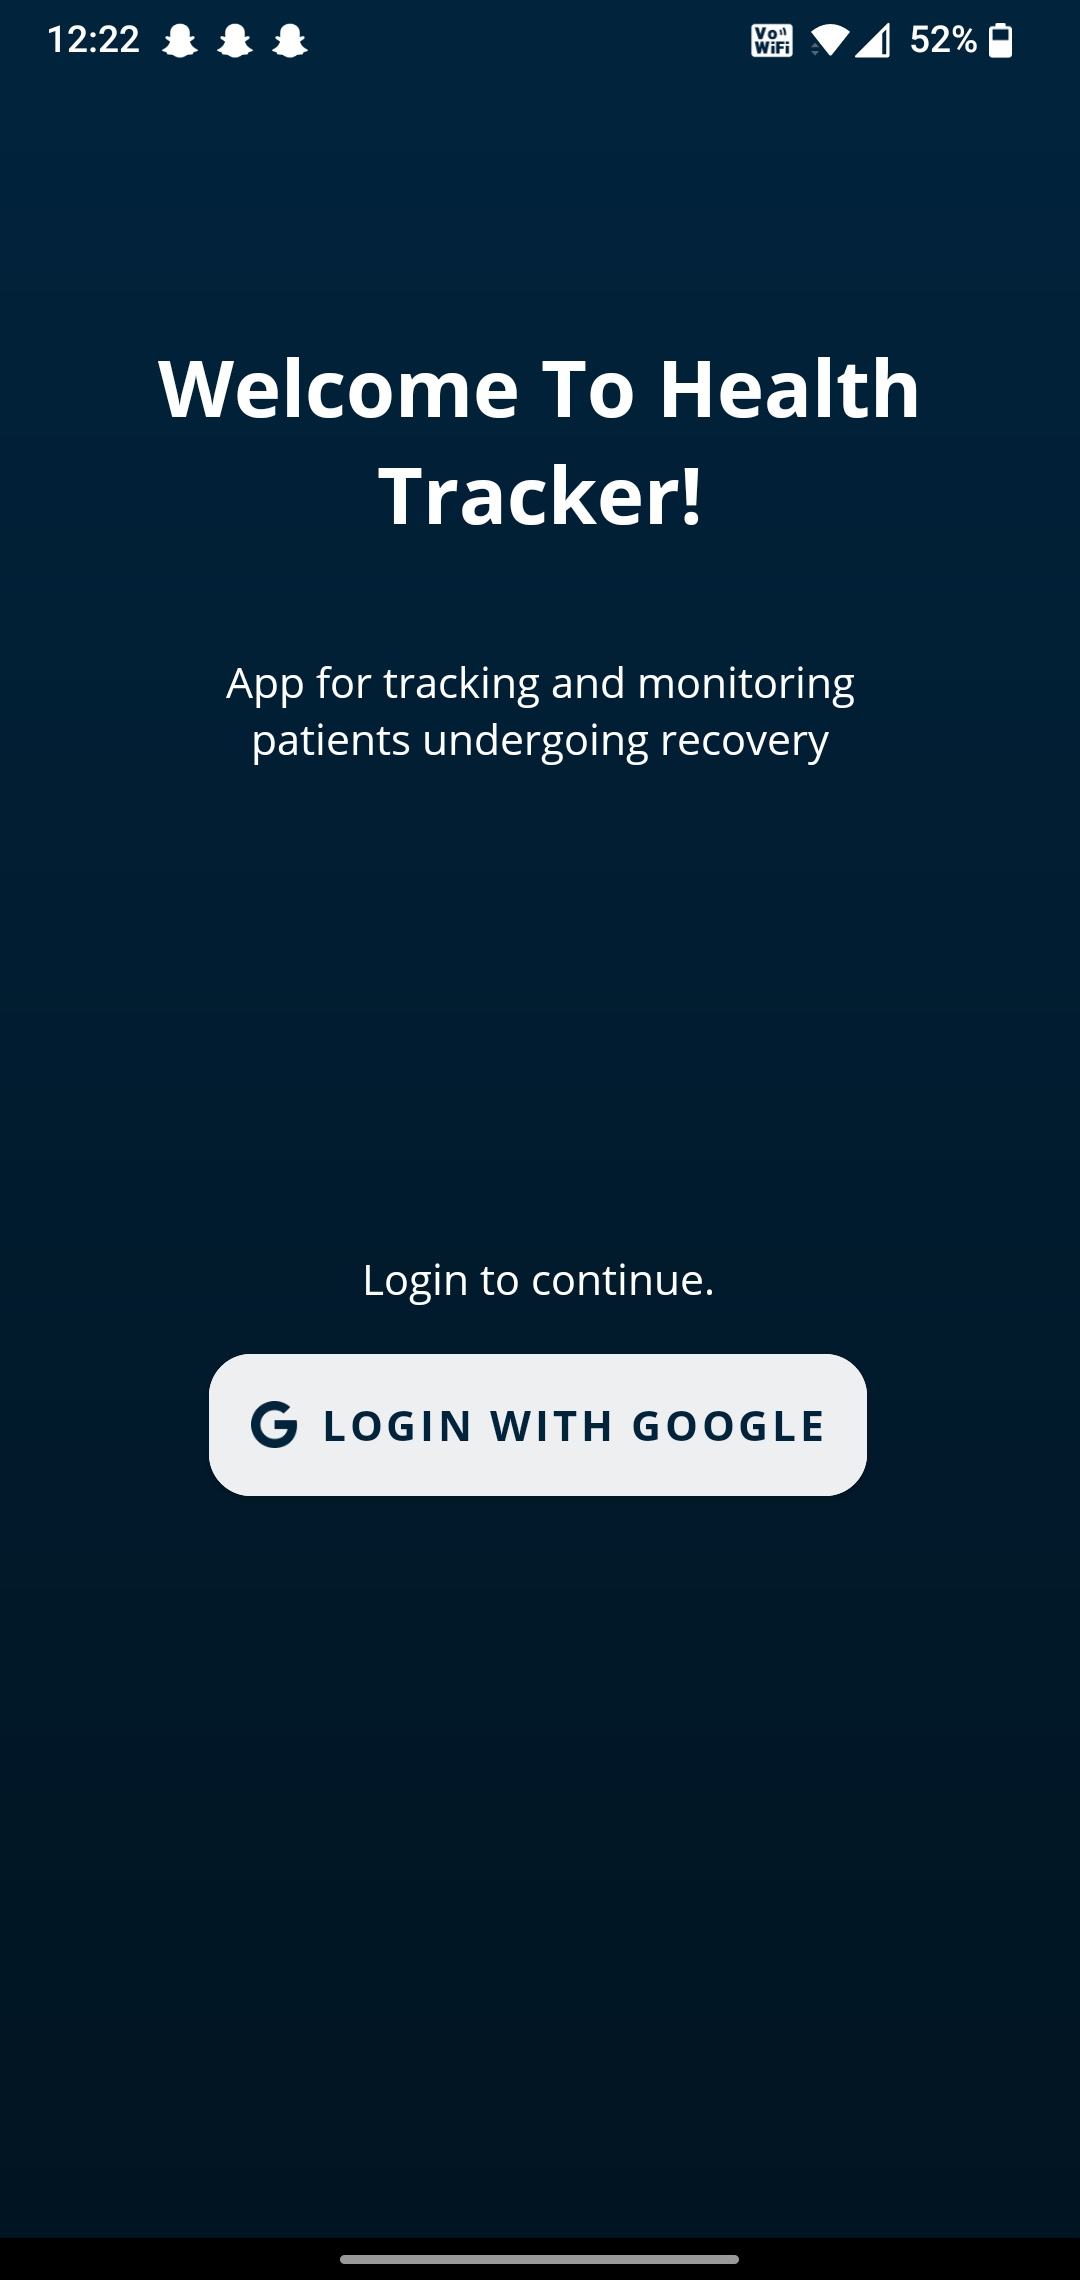 12:22
Vo WiFi
52%
Welcome To Health
Tracker!
App for tracking and monitoring
patients undergoing recovery
Login to continue.
G LOGIN WITH GOOGLE